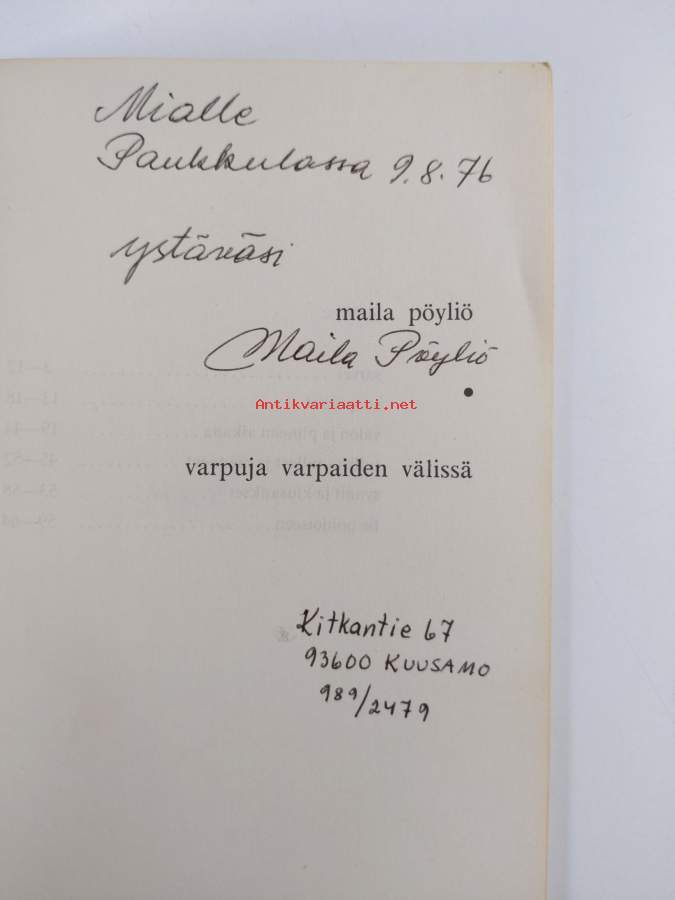 Mialle
Paukkulassa 9.8.76
ystäväsi
maila pöyliö
Maila Pöyliö
Antikvariaatti.net
varpuja varpaiden välissä
Kitkantie 67
93600 KUUSAMO
989/2479